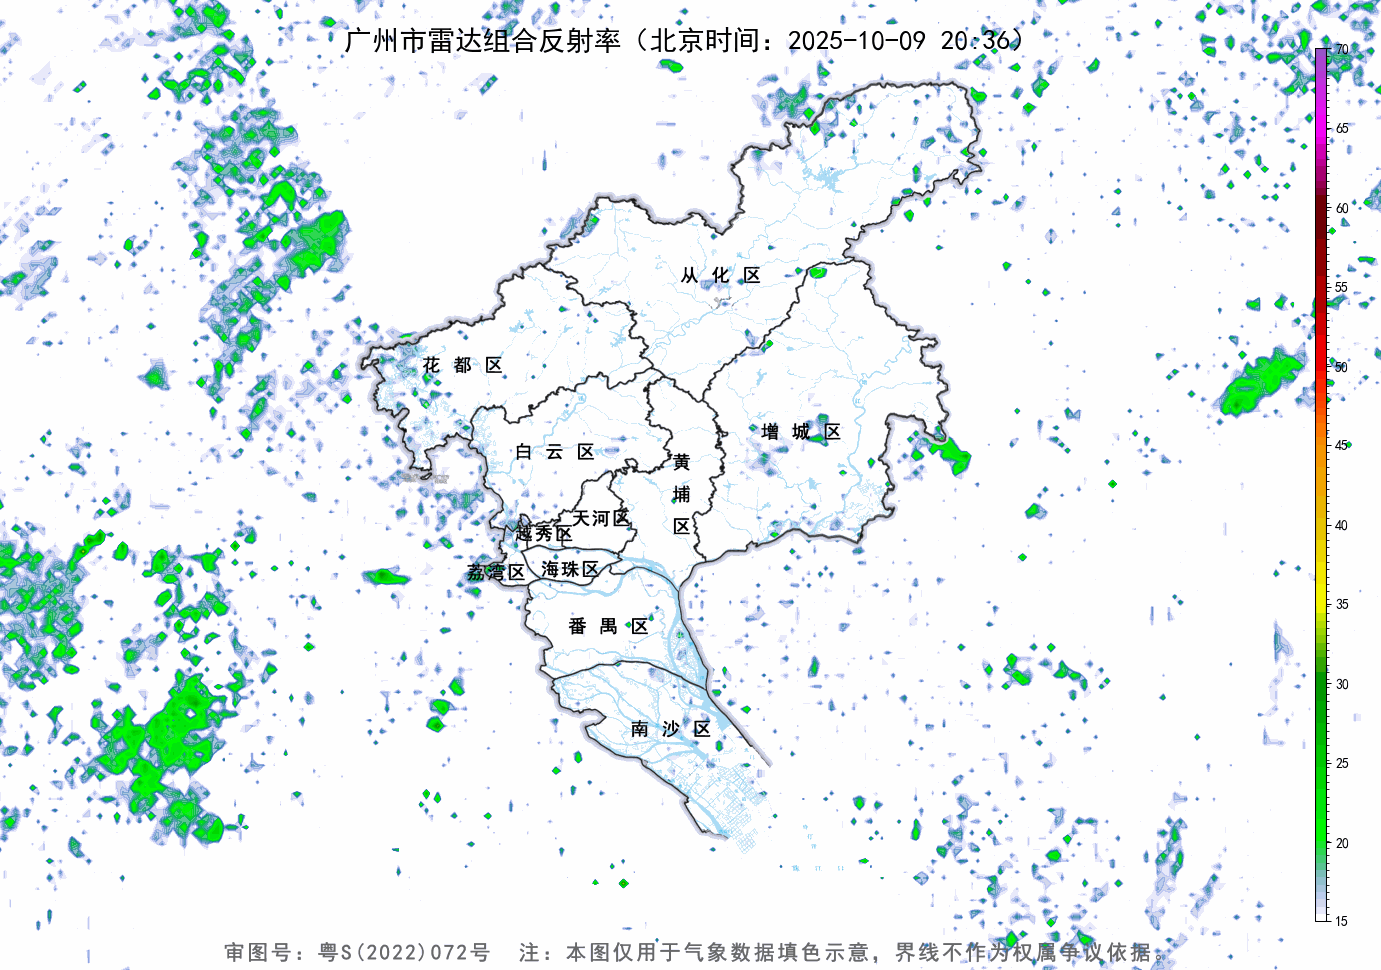 广州市雷达组合反射率（北京时间：2025-10-09 20:36）
70
65
60
55
50
45
40
35
30
25
20
15
从化区
花都区
增城区
白云区
黄埔区
天河区
越秀区
海珠区
荔湾区
番禺区
南沙区
审图号：粤S(2022)072号 注：本图仅用于气象数据填色示意，界线不作为权属争议依据。